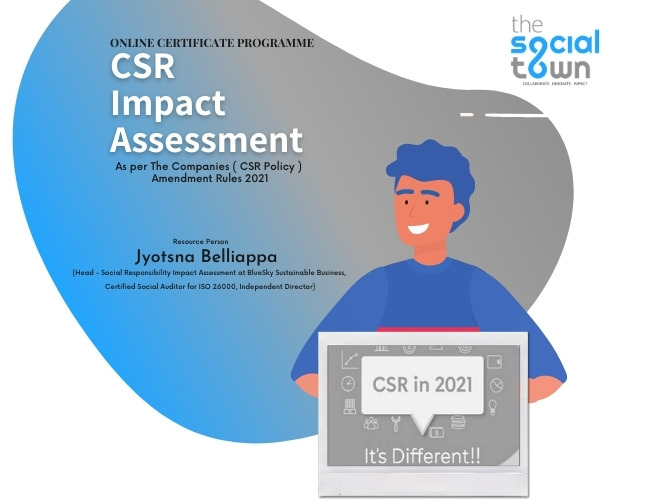 the
social
town
COLLABORATE INNOVATE IMPACT
ONLINE CERTIFICATE PROGRAMME
CSR
Impact
Assessment
As per The Companies ( CSR Policy )
Amendment Rules 2021
Resource Person
Jyotsna Belliappa
(Head - Social Responsibility Impact Assessment at BlueSky Sustainable Business,
Certified Social Auditor for ISO 26000, Independent Director)
CSR in 2021
It's Different!!